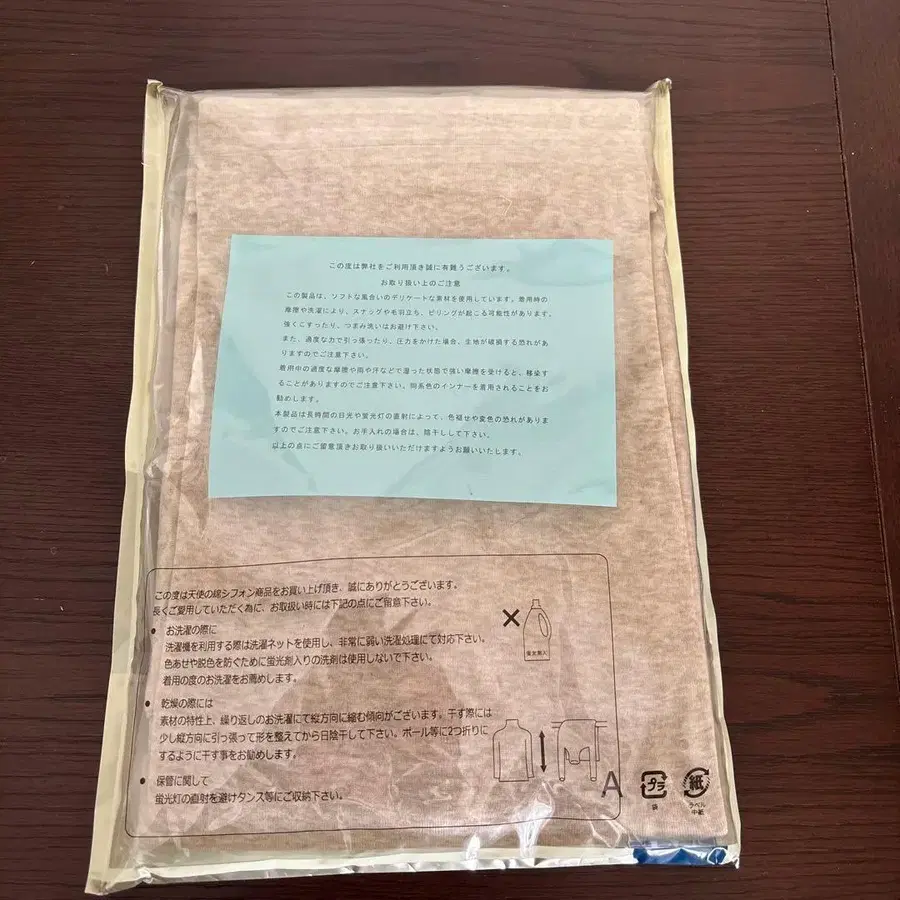 この度は弊社をご利用頂き誠に有難うございます。
お取り扱い上のご注意
この製品は、ソフトな風合いのデリケートな素材を使用しています。着用時の
摩擦や洗濯により、スナッグや毛羽立ち、ピリングが起こる可能性があります。
強くこすったり、つまみ洗いはお避け下さい。
また、過度な力で引っ張ったり、圧力をかけた場合、生地が破損する恐れがあ
りますのでご注意下さい。
着用中の過度な摩擦や雨や汗などで湿った状態で強い摩擦を受けると、移染す
ることがありますのでご注意下さい。同系色のインナーを着用されることをお
勧めします。
本製品は長時間の日光や蛍光灯の直射によって、色褪せや変色の恐れがありま
すのでご注意下さい。お手入れの場合は、陰干しして下さい。
以上の点にご留意頂きお取り扱いいただけますようお願いいたします。
この度は天使の綿シフォン商品をお買い上げ頂き、誠にありがとうございます。
長くご愛用していただく為に、お取扱い時には下記の点にご留意下さい。
● お洗濯の際に
洗濯機を利用する際は洗濯ネットを使用し、非常に弱い洗濯処理にて対応下さい。
色あせや脱色を防ぐために蛍光剤入りの洗剤は使用しないで下さい。
着用の度のお洗濯をお薦めします。
×
蛍光剤入
● 乾燥の際には
素材の特性上、繰り返しのお洗濯にて縦方向に縮む傾向がございます。干す際には
少し縦方向に引っ張って形を整えてから日陰干して下さい。ポール等に2つ折りに
するように干す事をお勧めします。
● 保管に関して
蛍光灯の直射を避けタンス等にご収納下さい。
A
プラ
袋
紙
ラベル
中紙